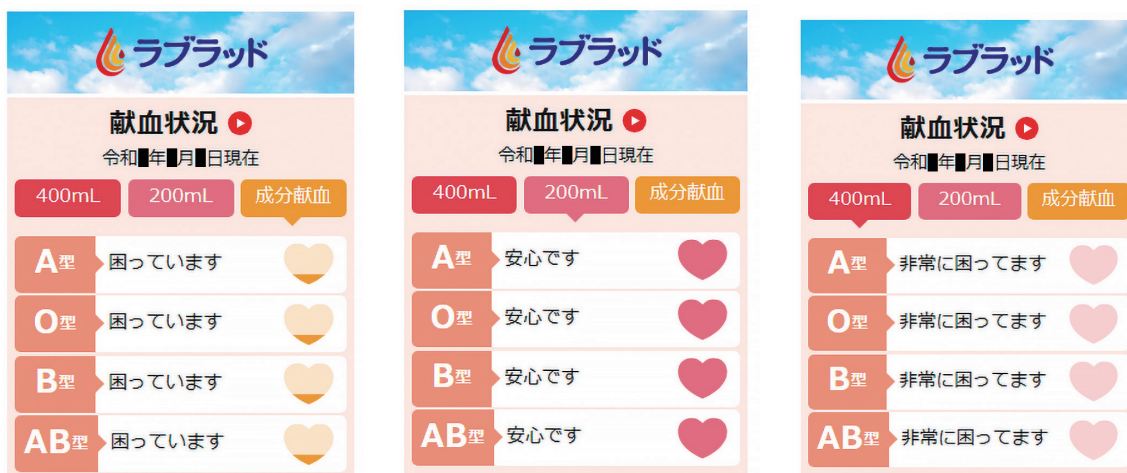 ラブラッド
献血状況
令和年月日現在
400mL
200mL
成分献血
A型
困っています
O型
困っています
B型
困っています
AB型
困っています
ラブラッド
献血状況
令和年月日現在
400mL
200mL
成分献血
A型
安心です
O型
安心です
B型
安心です
AB型
安心です
ラブラッド
献血状況
令和年月日現在
400mL
200mL
成分献血
A型
非常に困ってます
O型
非常に困ってます
B型
非常に困ってます
AB型
非常に困ってます